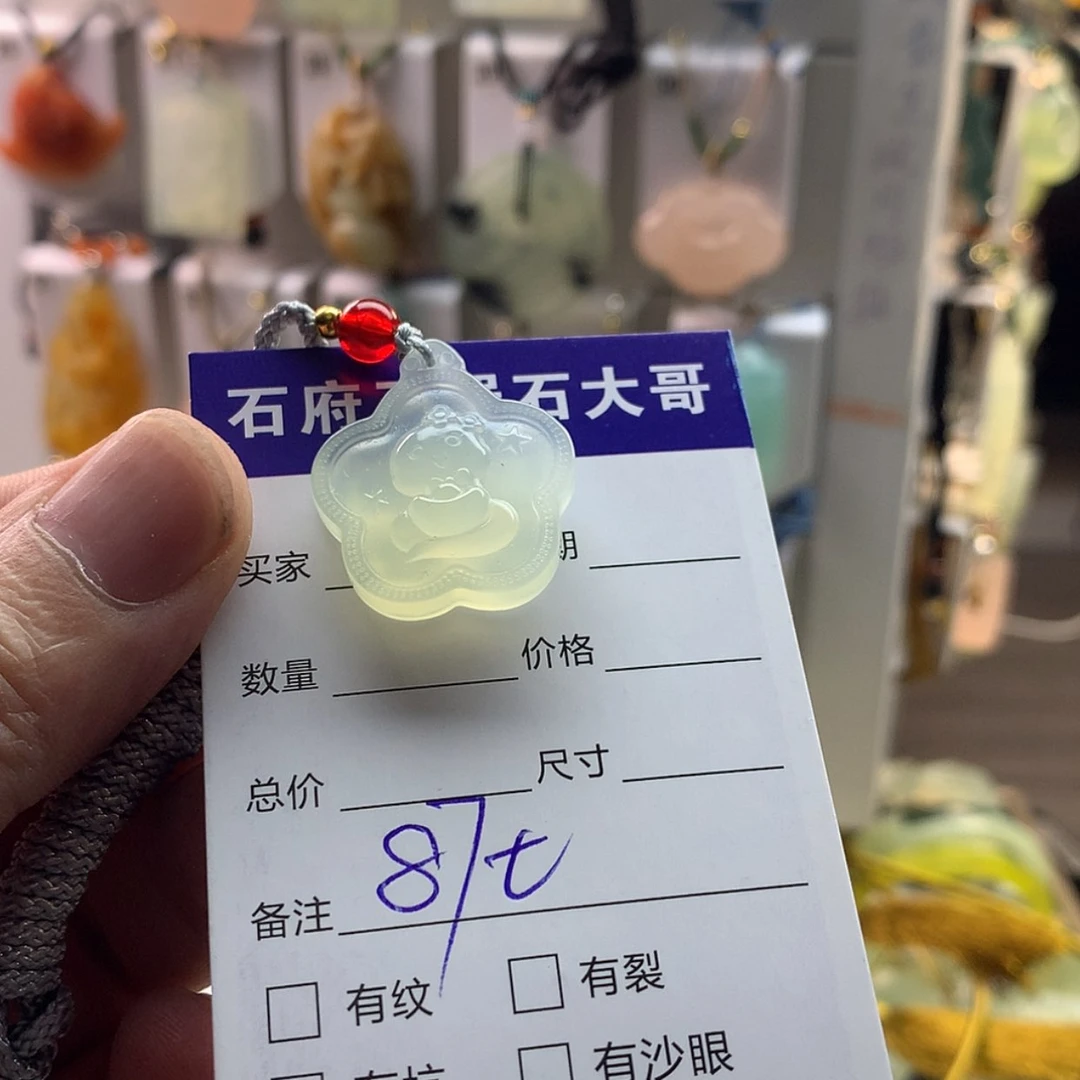 石府 石大哥
买家 期
数量 价格
总价 尺寸
87t
备注
有纹 有裂
有沙眼